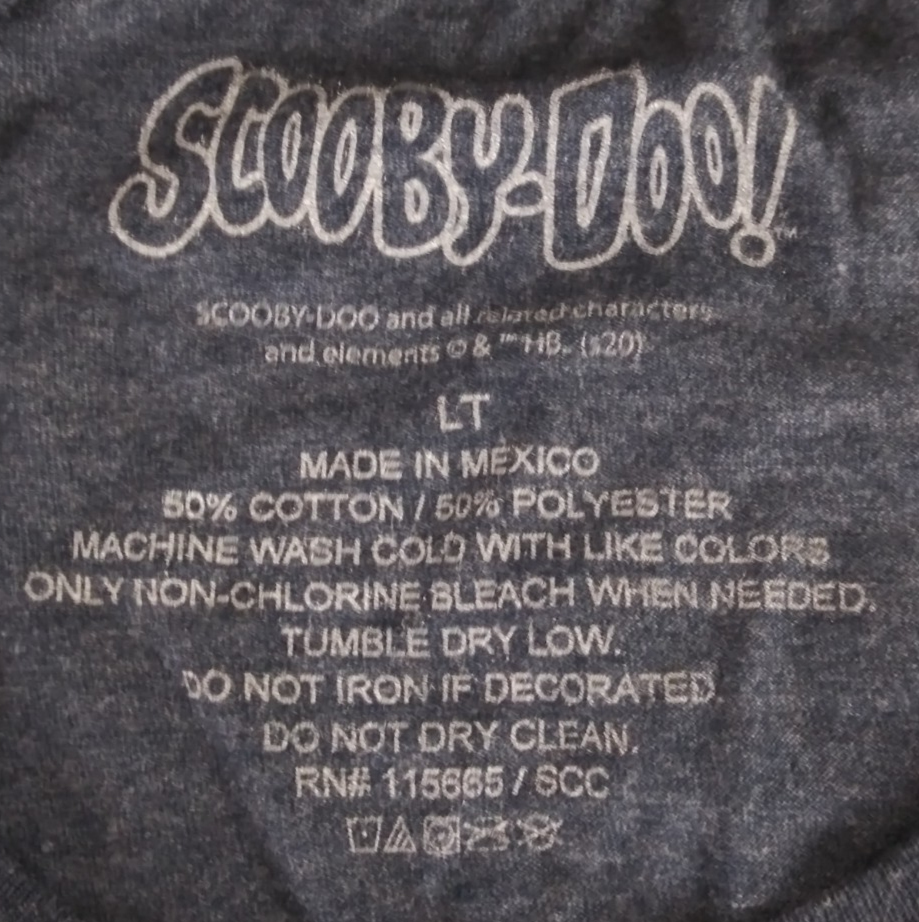 SCOOBY-DOO!™
SCOOBY-DOO and all related characters
and elements © & ™ HB. (s20)
LT
MADE IN MEXICO
50% COTTON / 50% POLYESTER
MACHINE WASH COLD WITH LIKE COLORS
ONLY NON-CHLORINE BLEACH WHEN NEEDED.
TUMBLE DRY LOW.
DO NOT IRON IF DECORATED.
DO NOT DRY CLEAN.
RN# 115665 / SCC